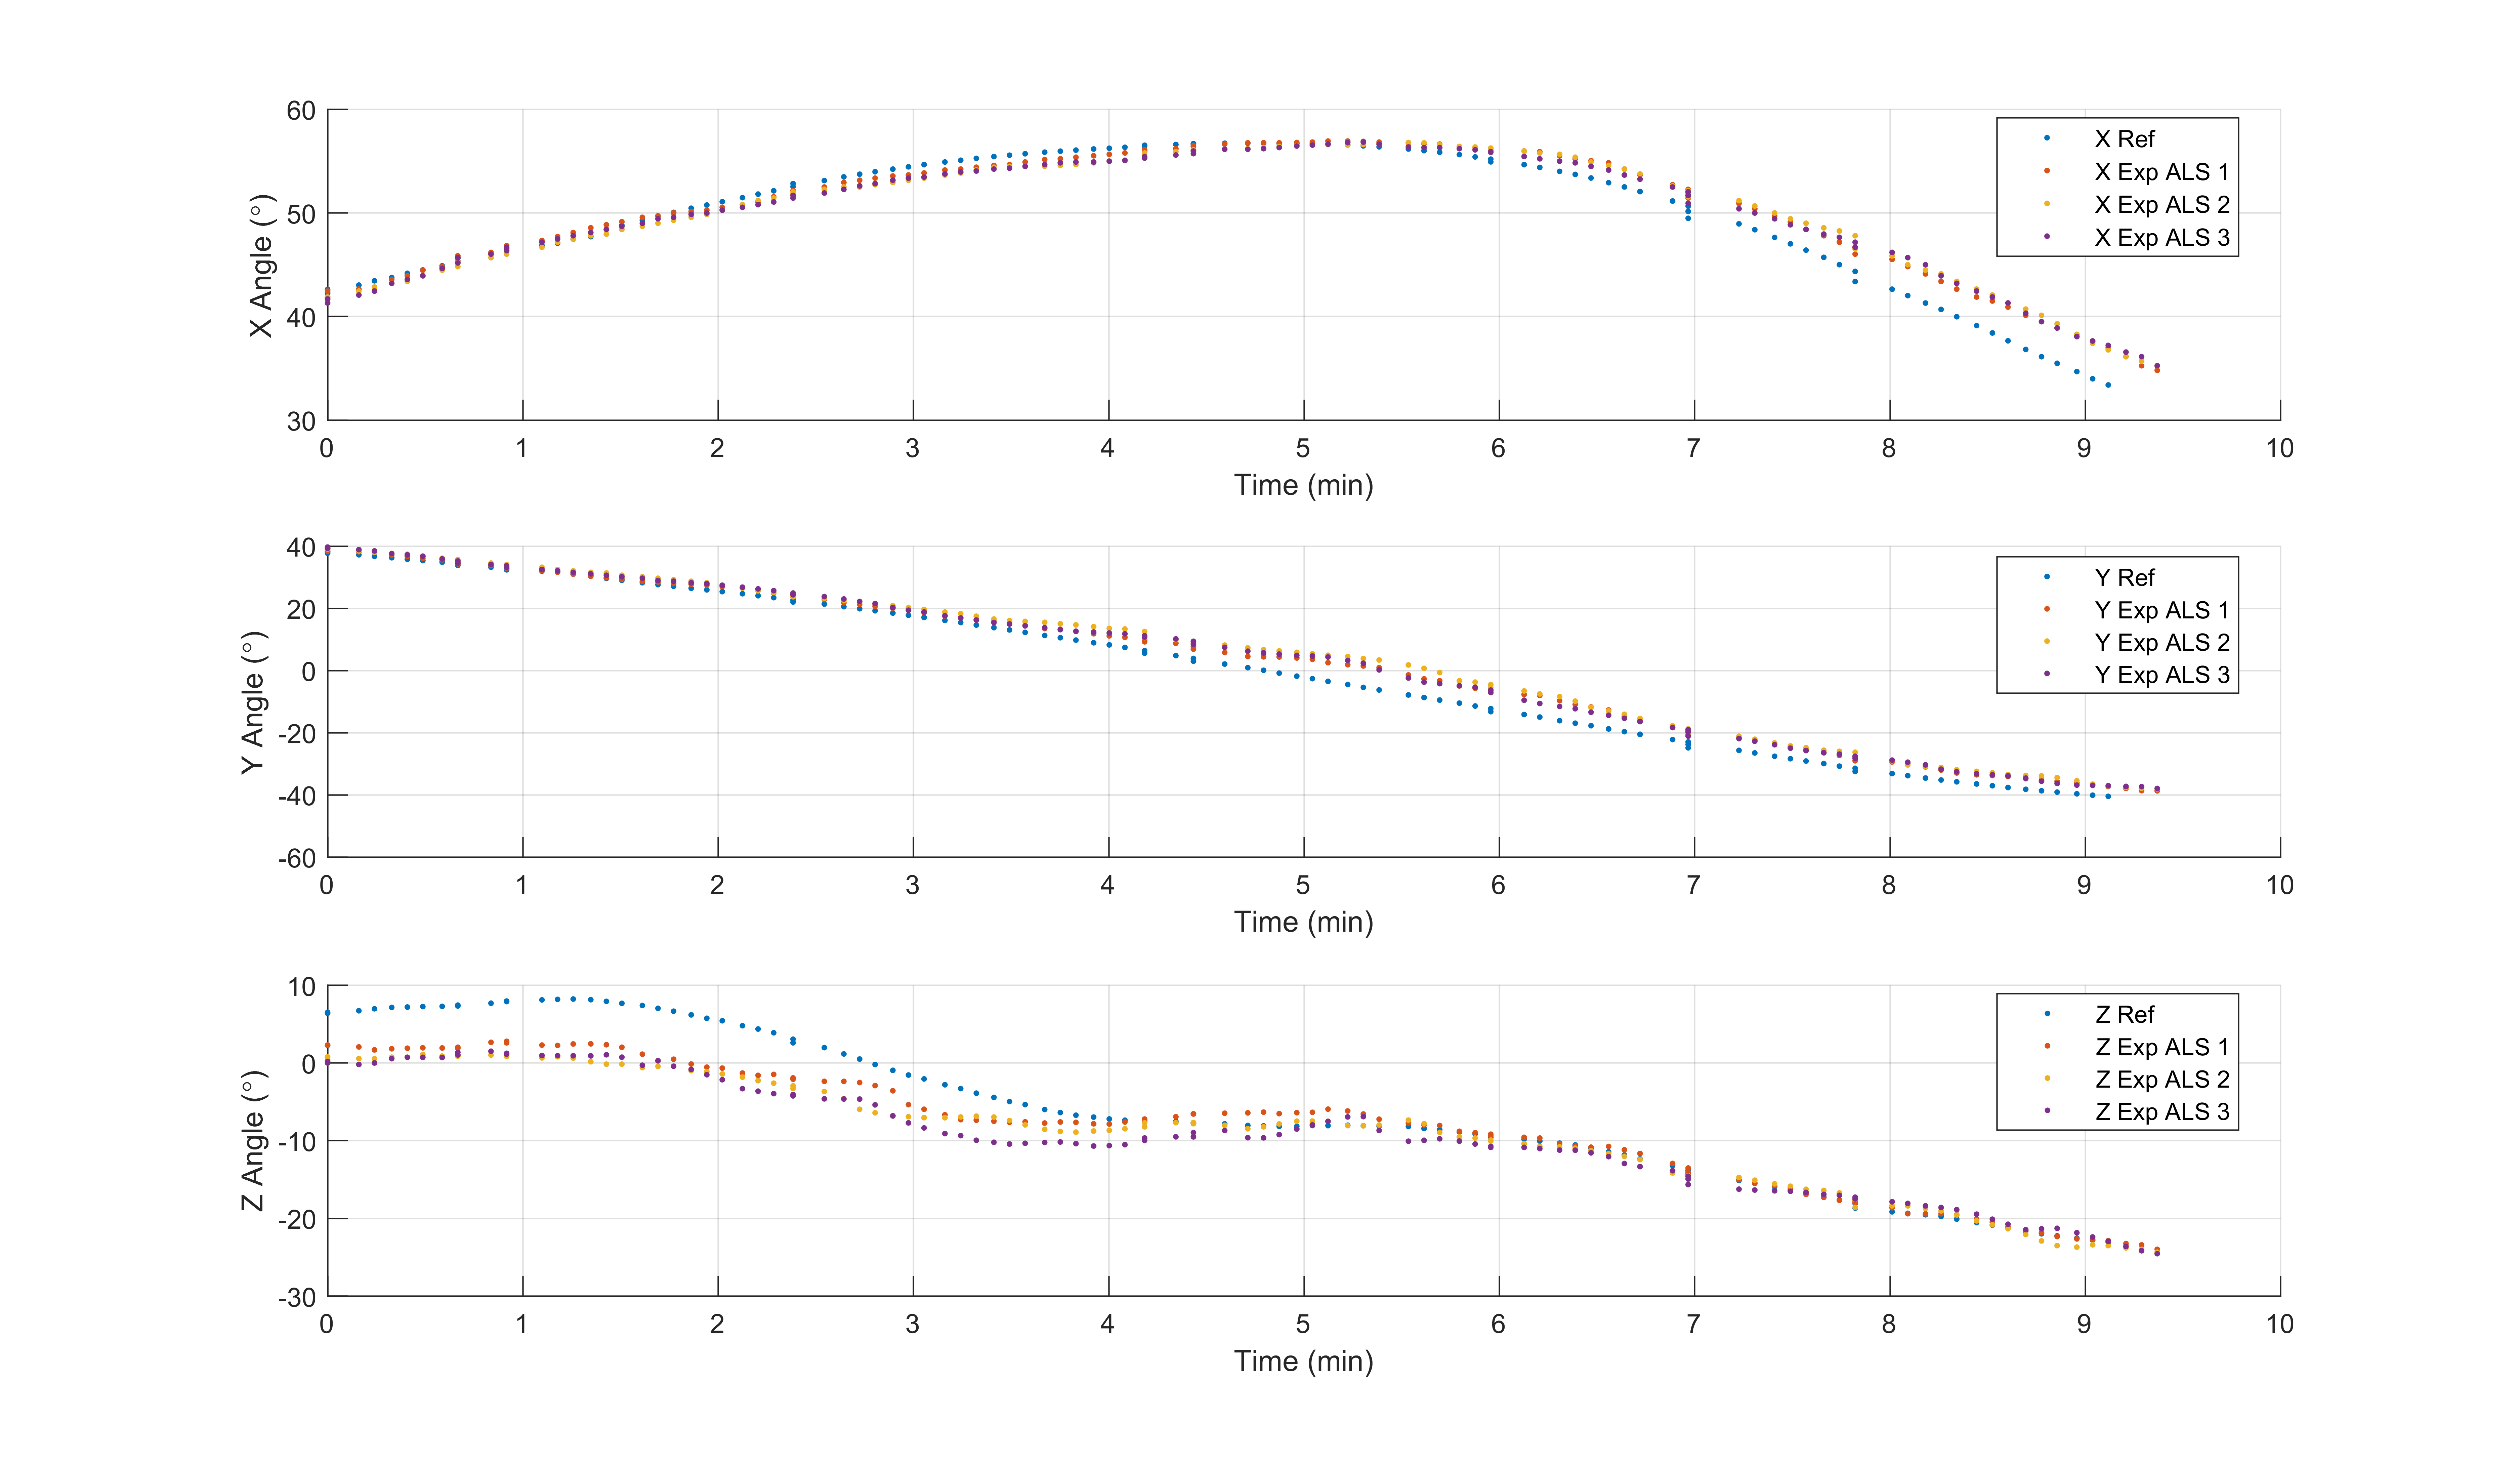 60
50
40
30
X Angle (°)
0 1 2 3 4 5 6 7 8 9 10
Time (min)
X Ref
X Exp ALS 1
X Exp ALS 2
X Exp ALS 3
40
20
0
-20
-40
-60
Y Angle (°)
0 1 2 3 4 5 6 7 8 9 10
Time (min)
Y Ref
Y Exp ALS 1
Y Exp ALS 2
Y Exp ALS 3
10
0
-10
-20
-30
Z Angle (°)
0 1 2 3 4 5 6 7 8 9 10
Time (min)
Z Ref
Z Exp ALS 1
Z Exp ALS 2
Z Exp ALS 3